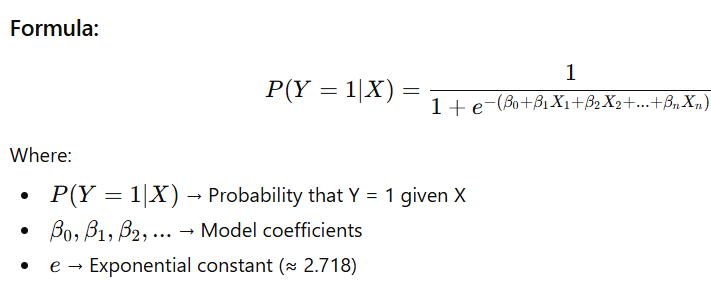 Formula:
P(Y = 1|X) = 1 / (1 + e^−(β₀+β₁X₁+β₂X₂+...+βₙXₙ))
Where:
• P(Y = 1|X) → Probability that Y = 1 given X
• β₀, β₁, β₂, ... → Model coefficients
• e → Exponential constant (≈ 2.718)